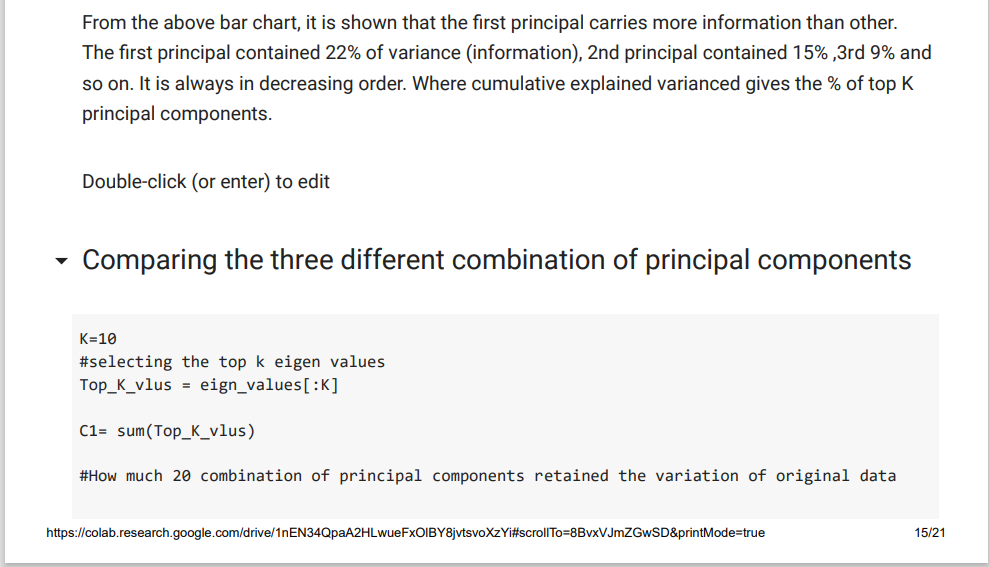 From the above bar chart, it is shown that the first principal carries more information than other.
The first principal contained 22% of variance (information), 2nd principal contained 15% ,3rd 9% and
so on. It is always in decreasing order. Where cumulative explained varianced gives the % of top K
principal components.
Double-click (or enter) to edit
Comparing the three different combination of principal components
K=10
#selecting the top k eigen values
Top_K_vlus = eign_values[:K]
C1= sum(Top_K_vlus)
#How much 20 combination of principal components retained the variation of original data
https://colab.research.google.com/drive/1nEN34QpaA2HLwueFxOlBY8jvtsvoXzYi#scrollTo=8BvxVJmZGwSD&printMode=true
15/21